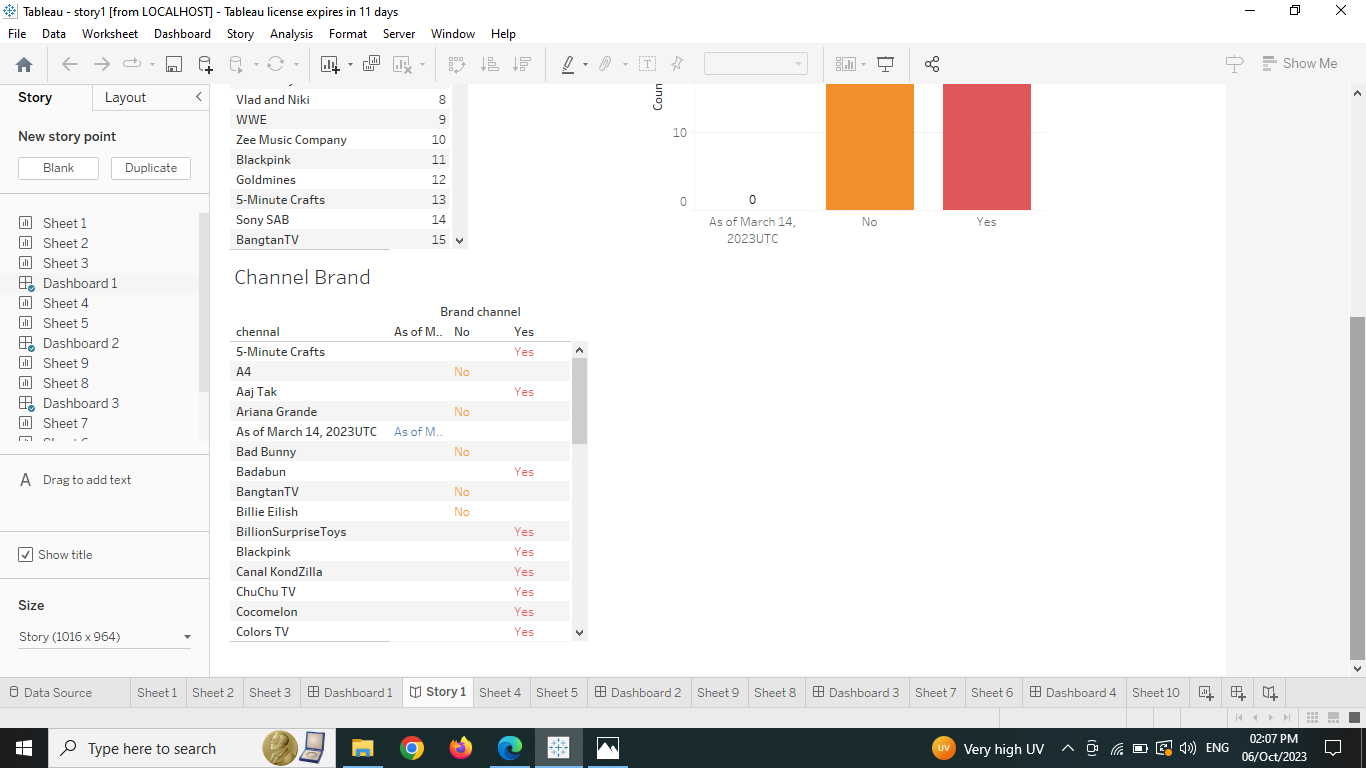 Tableau - story1 [from LOCALHOST] - Tableau license expires in 11 days
File Data Worksheet Dashboard Story Analysis Format Server Window Help
Show Me
Story Layout
New story point
Blank Duplicate
Sheet 1
Sheet 2
Sheet 3
Dashboard 1
Sheet 4
Sheet 5
Dashboard 2
Sheet 9
Sheet 8
Dashboard 3
Sheet 7
A Drag to add text
Show title
Size
Story (1016 x 964)
Vlad and Niki 8
WWE 9
Zee Music Company 10
Blackpink 11
Goldmines 12
5-Minute Crafts 13
Sony SAB 14
BangtanTV 15
Coun
10
0
0
As of March 14,
2023UTC
No
Yes
Channel Brand
Brand channel
chennal As of M.. No Yes
5-Minute Crafts Yes
A4 No
Aaj Tak Yes
Ariana Grande No
As of March 14, 2023UTC As of M..
Bad Bunny No
Badabun Yes
BangtanTV No
Billie Eilish No
BillionSurpriseToys Yes
Blackpink Yes
Canal KondZilla Yes
ChuChu TV Yes
Cocomelon Yes
Colors TV Yes
Data Source Sheet 1 Sheet 2 Sheet 3 Dashboard 1 Story 1 Sheet 4 Sheet 5 Dashboard 2 Sheet 9 Sheet 8 Dashboard 3 Sheet 7 Sheet 6 Dashboard 4 Sheet 10
Type here to search
UV Very high UV ENG 02:07 PM
06/Oct/2023